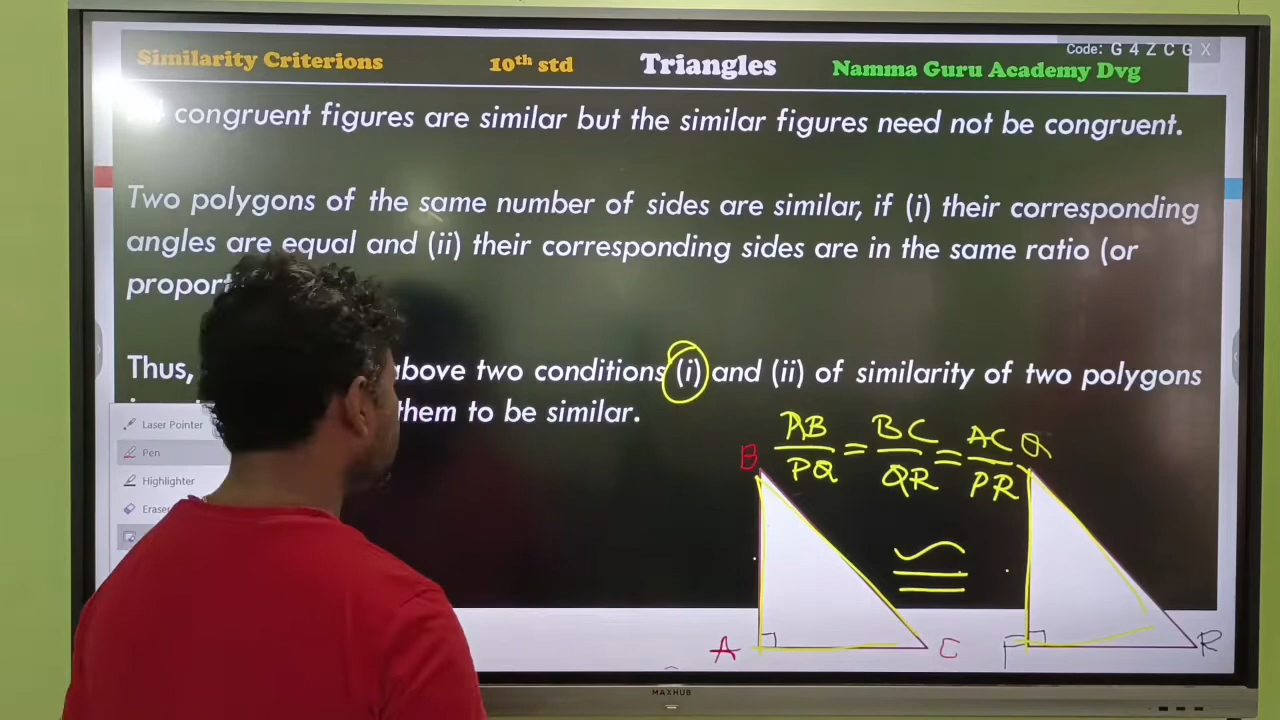 Code: G 4 Z C G X
Similarity Criterions 10th std Triangles Namma Guru Academy Dvg
congruent figures are similar but the similar figures need not be congruent.
Two polygons of the same number of sides are similar, if (i) their corresponding
angles are equal and (ii) their corresponding sides are in the same ratio (or
Thus, above two conditions (i) and (ii) of similarity of two polygons
them to be similar.
Laser Pointer
Pen
Highlighter
AB/PQ = BC/QR = AC/PR
B Q
≅
A C P R
MAXHUB